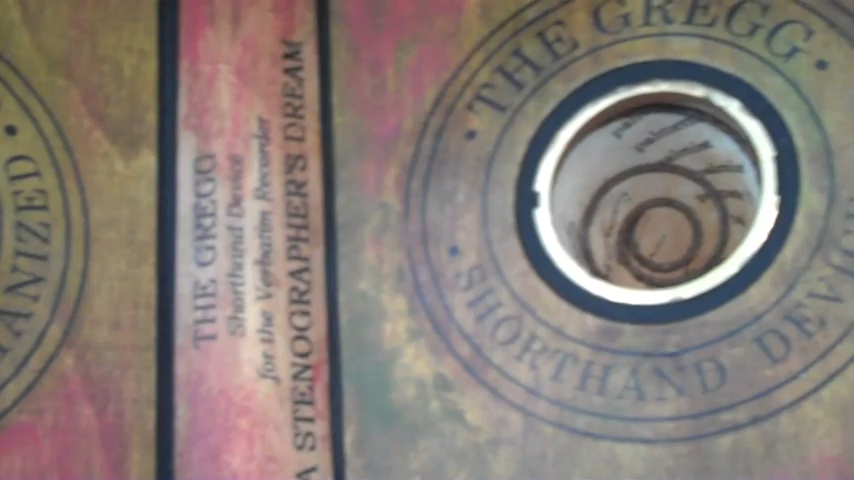 ANIZED
THE GREGG
Shorthand Device
for the Verbatim Recorder
A STENOGRAPHER'S DREAM
• THE GREGG •
• SHORTHAND DEVIC